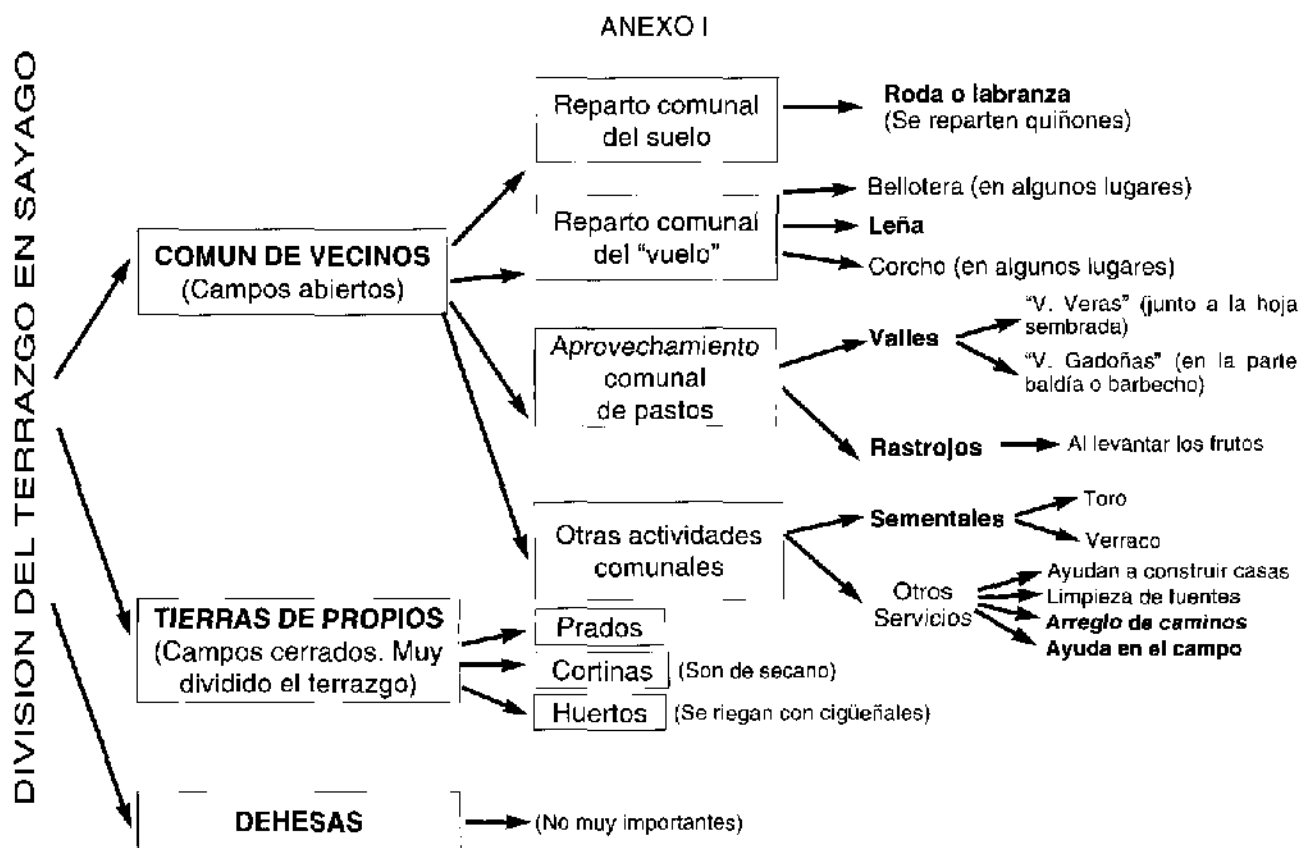 ANEXO I
DIVISION DEL TERRAZGO EN SAYAGO
COMUN DE VECINOS
(Campos abiertos)
Reparto comunal
del suelo
Roda o labranza
(Se reparten quiñones)
Reparto comunal
del “vuelo”
Bellotera (en algunos lugares)
Leña
Corcho (en algunos lugares)
Aprovechamiento
comunal
de pastos
Valles
“V. Veras” (junto a la hoja
sembrada)
“V. Gadoñas” (en la parte
baldía o barbecho)
Rastrojos
Al levantar los frutos
Otras actividades
comunales
Sementales
Toro
Verraco
Otros
Servicios
Ayudan a construir casas
Limpieza de fuentes
Arreglo de caminos
Ayuda en el campo
TIERRAS DE PROPIOS
(Campos cerrados. Muy
dividido el terrazgo)
Prados
Cortinas (Son de secano)
Huertos (Se riegan con cigüeñales)
DEHESAS
(No muy importantes)